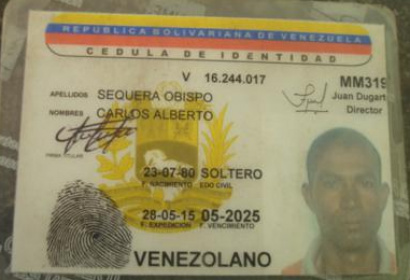 REPUBLICA BOLIVARIANA DE VENEZUELA
CEDULA DE IDENTIDAD
V 16.244.017
MM319
APELLIDOS SEQUERA OBISPO
Juan Dugart
Director
NOMBRES CARLOS ALBERTO
FIRMA TITULAR
23-07-80 SOLTERO
F. NACIMIENTO EDO CIVIL
28-05-15 05-2025
F. EXPEDICION F. VENCIMIENTO
VENEZOLANO